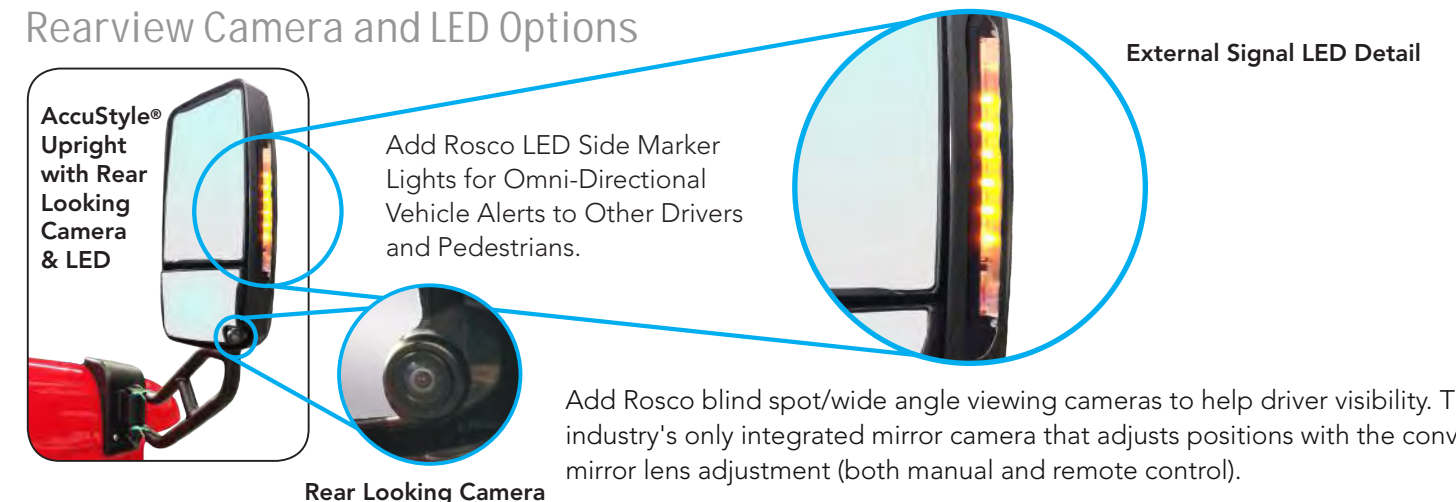 Rearview Camera and LED Options
External Signal LED Detail
AccuStyle®
Upright
with Rear
Looking
Camera
& LED
Add Rosco LED Side Marker
Lights for Omni-Directional
Vehicle Alerts to Other Drivers
and Pedestrians.
Add Rosco blind spot/wide angle viewing cameras to help driver visibility.
industry's only integrated mirror camera that adjusts positions with the
mirror lens adjustment (both manual and remote control).
Rear Looking Camera